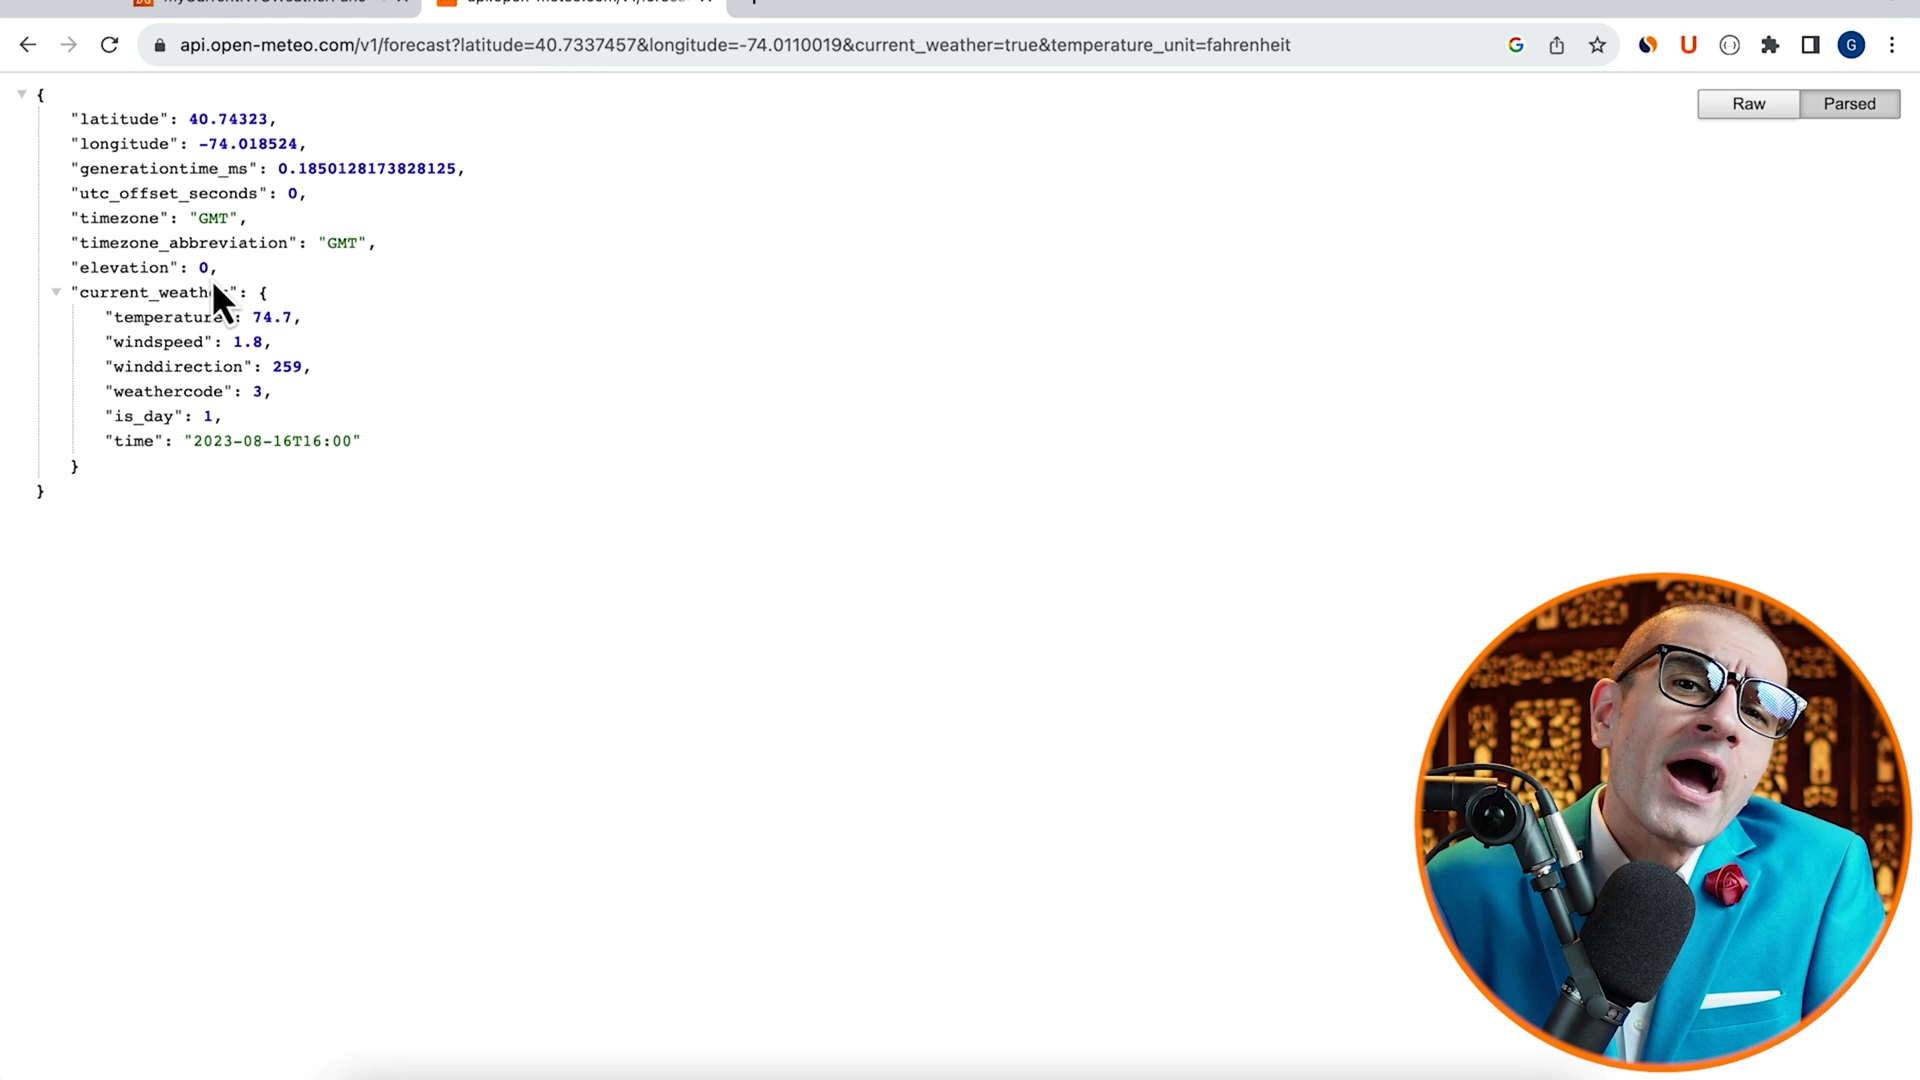 api.open-meteo.com/v1/forecast?latitude=40.7337457&longitude=-74.0110019&current_weather=true&temperature_unit=fahrenheit
G
Raw
Parsed
{
"latitude": 40.74323,
"longitude": -74.018524,
"generationtime_ms": 0.1850128173828125,
"utc_offset_seconds": 0,
"timezone": "GMT",
"timezone_abbreviation": "GMT",
"elevation": 0,
"current_weather": {
"temperature": 74.7,
"windspeed": 1.8,
"winddirection": 259,
"weathercode": 3,
"is_day": 1,
"time": "2023-08-16T16:00"
}
}